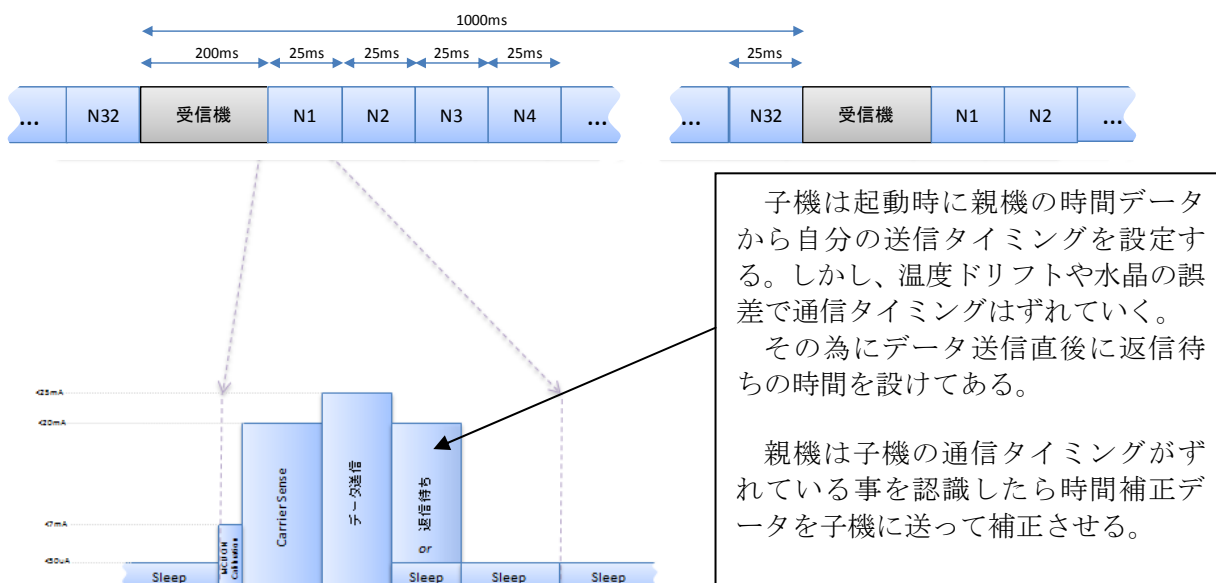 1000ms
200ms 25ms 25ms 25ms 25ms 25ms
... N32 受信機 N1 N2 N3 N4 ... ... N32 受信機 N1 N2 ...
子機は起動時に親機の時間データ
から自分の送信タイミングを設定す
る。しかし、温度ドリフトや水晶の誤
差で通信タイミングはずれていく。
その為にデータ送信直後に返信待
ちの時間を設けてある。
親機は子機の通信タイミングがず
れている事を認識したら時間補正デ
ータを子機に送って補正させる。
<25mA
<20mA
<7mA
<50uA
Sleep
MCU ON
Calibration
Carrier Sense
データ送信
返信待ち
or
Sleep
Sleep
Sleep